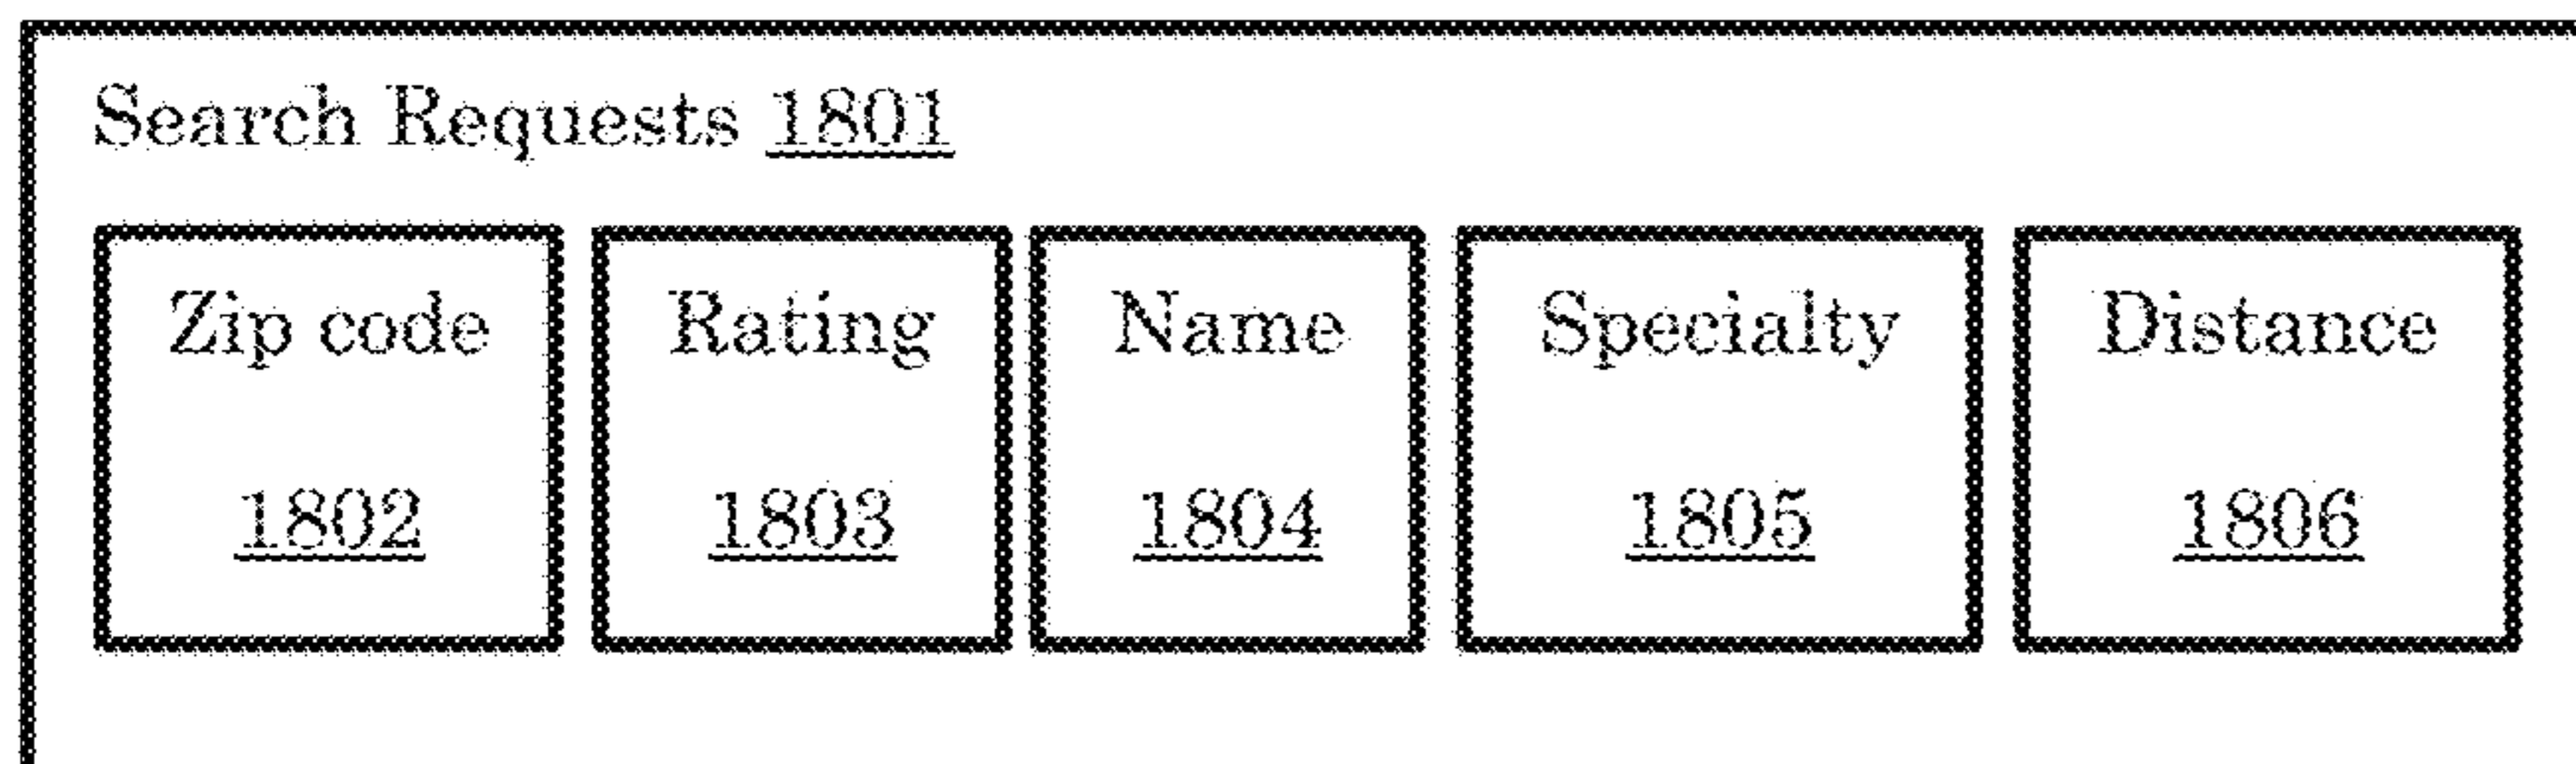 Search Requests 1801
Zip code
1802
Rating
1803
Name
1804
Specialty
1805
Distance
1806